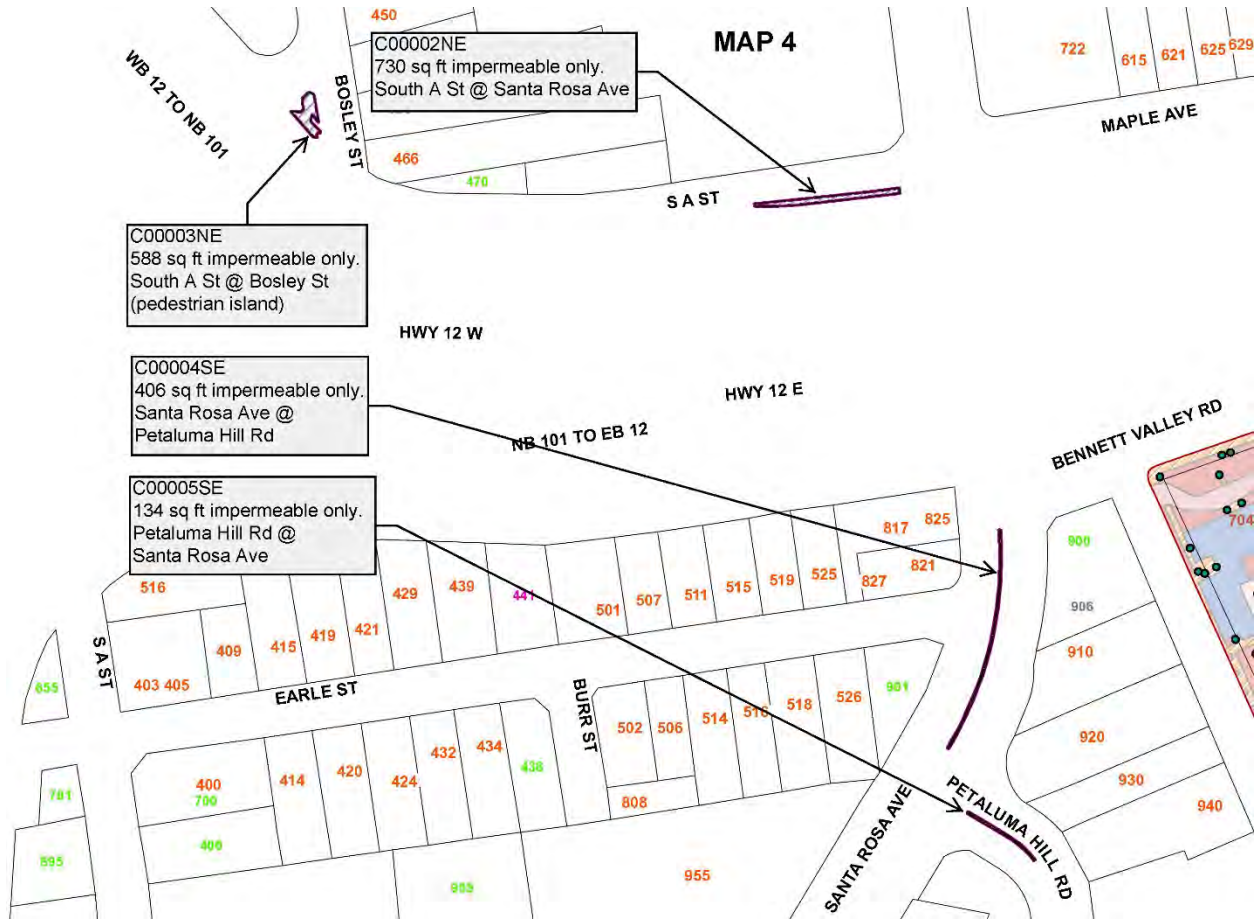 450
C00002NE
730 sq ft impermeable only.
South A St @ Santa Rosa Ave
MAP 4
722
615
621
625
629
MAPLE AVE
WB 12 TO NB 101
BOSLEY ST
466
470
S A ST
C00003NE
588 sq ft impermeable only.
South A St @ Bosley St
(pedestrian island)
HWY 12 W
C00004SE
406 sq ft impermeable only.
Santa Rosa Ave @
Petaluma Hill Rd
HWY 12 E
NB 101 TO EB 12
BENNETT VALLEY RD
C00005SE
134 sq ft impermeable only.
Petaluma Hill Rd @
Santa Rosa Ave
704
817
825
900
906
516
429
439
441
501
507
511
515
519
525
827
821
409
415
419
421
403 405
910
S A ST
EARLE ST
BURR ST
502
506
514
516
518
526
901
920
400
700
414
420
424
432
434
438
808
930
940
781
400
895
955
SANTA ROSA AVE
PETALUMA HILL RD